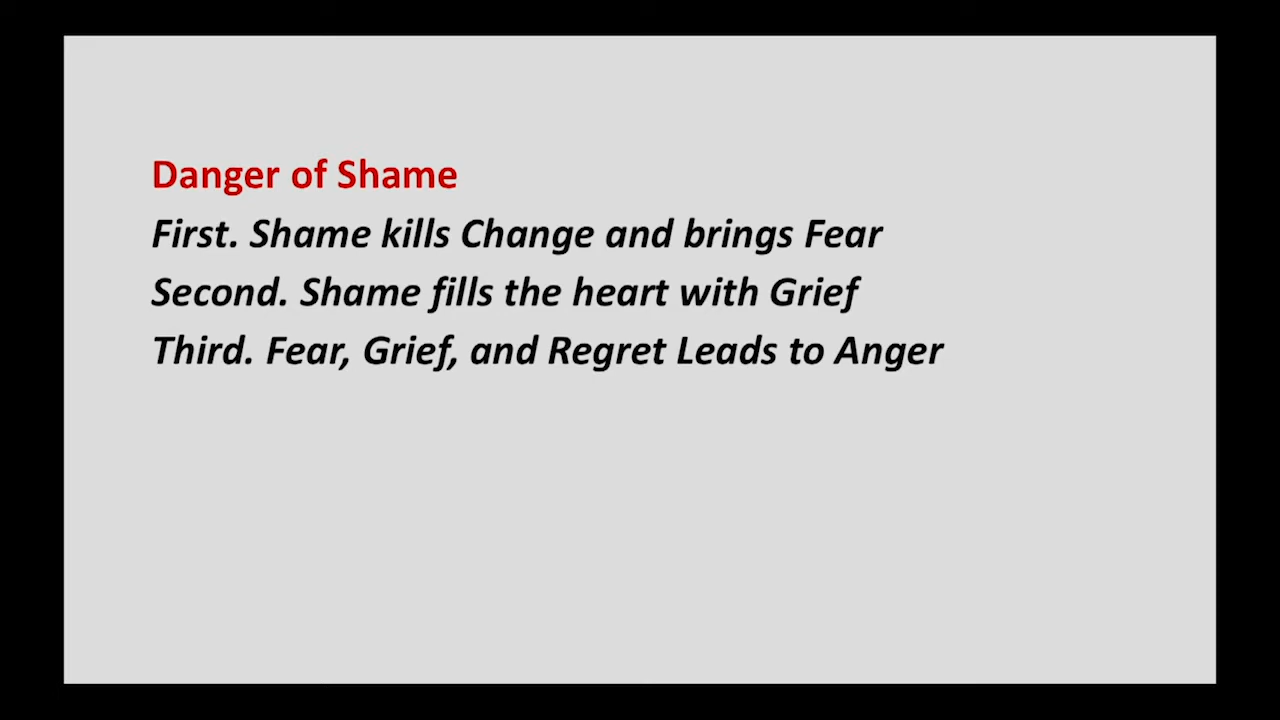 Danger of Shame
First. Shame kills Change and brings Fear
Second. Shame fills the heart with Grief
Third. Fear, Grief, and Regret Leads to Anger